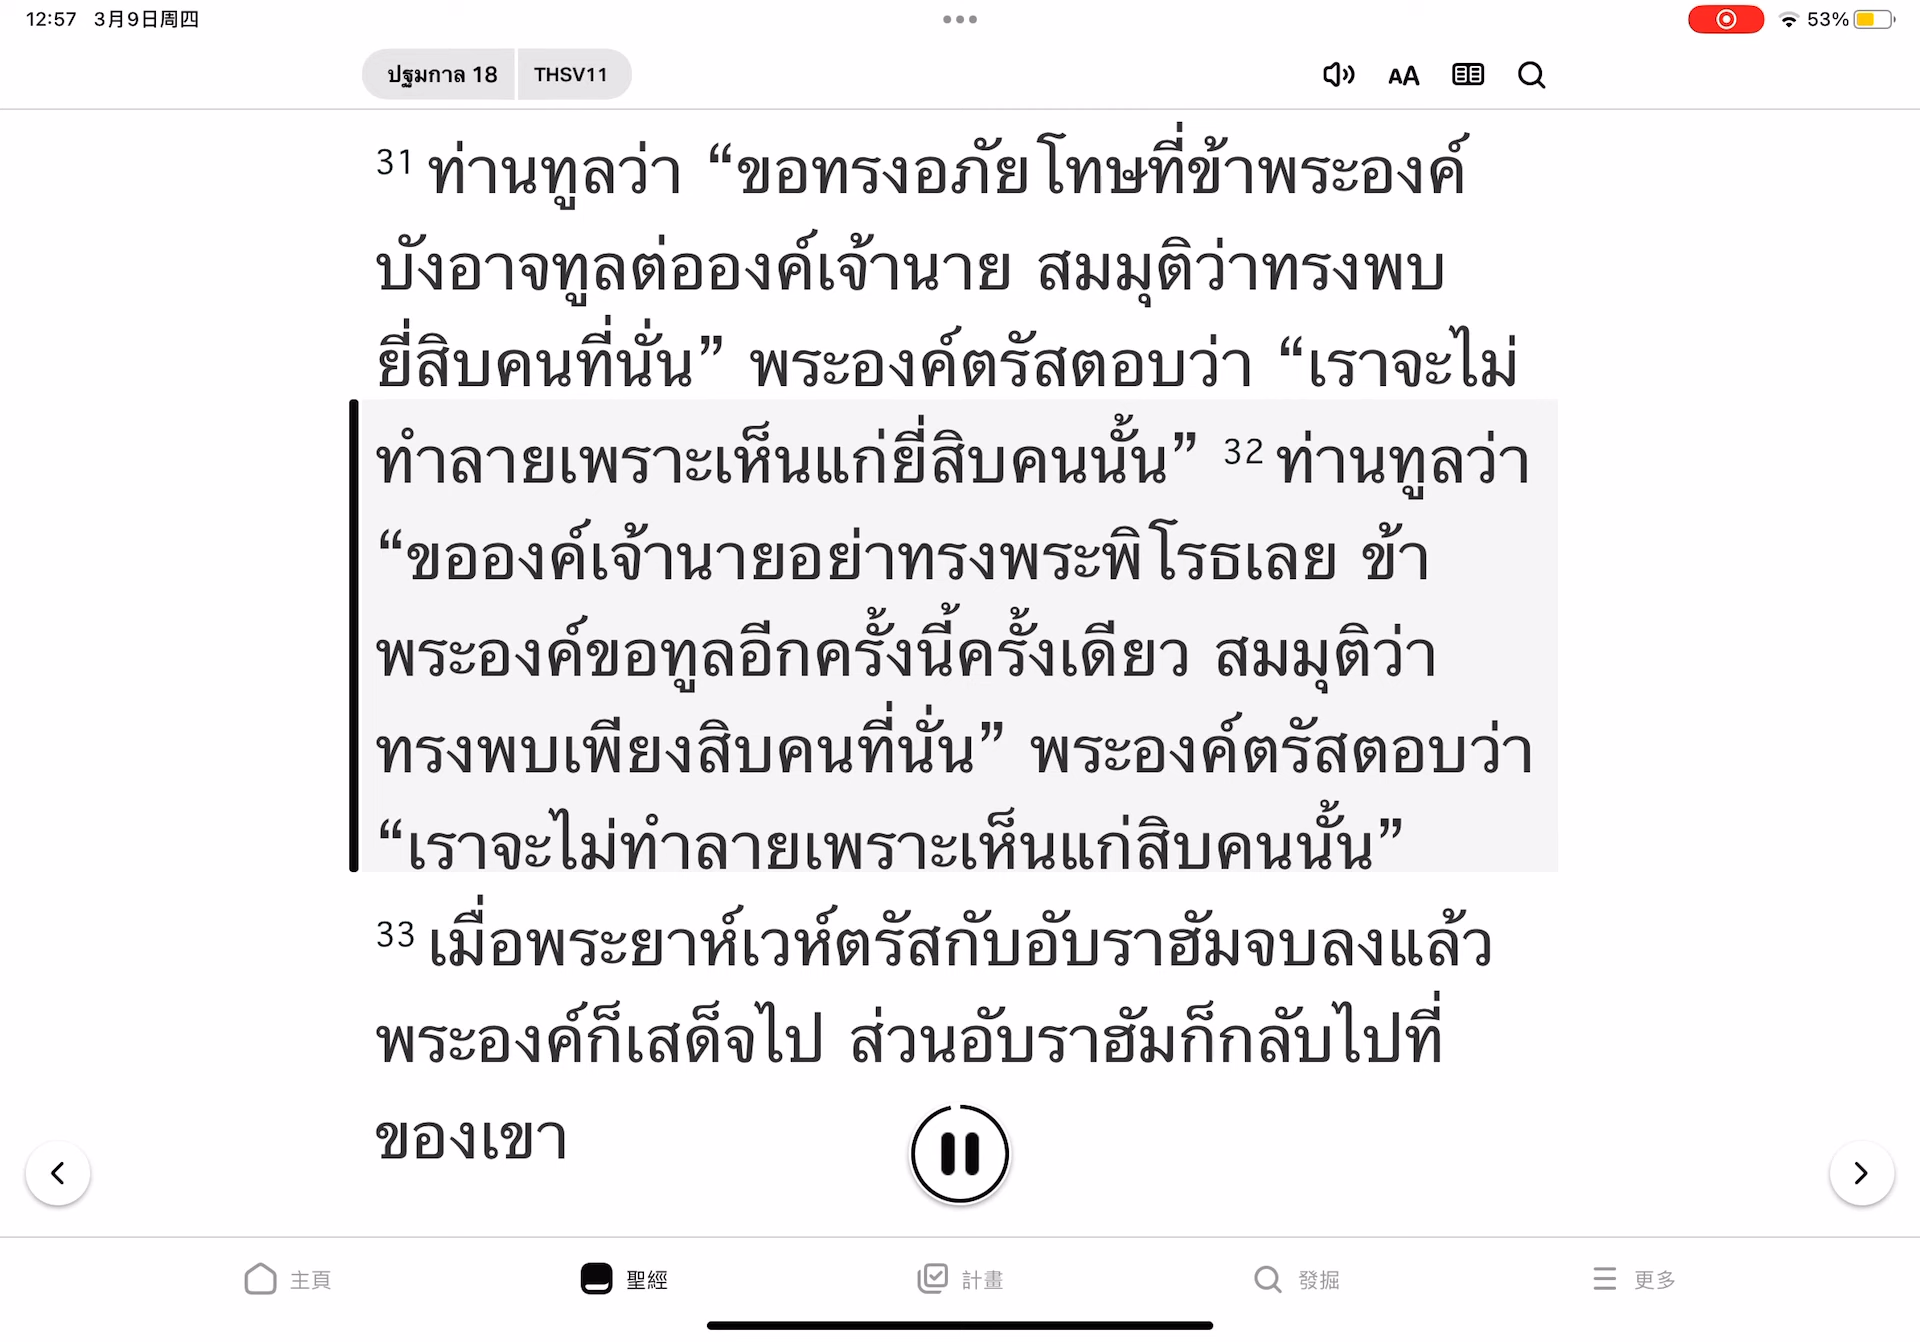 12:57 3月9日周四
53%
ปฐมกาล 18 THSV11
AA
31 ท่านทูลว่า “ขอทรงอภัยโทษที่ข้าพระองค์
บังอาจทูลต่อองค์เจ้านาย สมมุติว่าทรงพบ
ยี่สิบคนที่นั่น” พระองค์ตรัสตอบว่า “เราจะไม่
ทำลายเพราะเห็นแก่ยี่สิบคนนั้น” 32 ท่านทูลว่า
“ขอองค์เจ้านายอย่าทรงพระพิโรธเลย ข้า
พระองค์ขอทูลอีกครั้งนี้ครั้งเดียว สมมุติว่า
ทรงพบเพียงสิบคนที่นั่น” พระองค์ตรัสตอบว่า
“เราจะไม่ทำลายเพราะเห็นแก่สิบคนนั้น”
33 เมื่อพระยาห์เวห์ตรัสกับอับราฮัมจบลงแล้ว
พระองค์ก็เสด็จไป ส่วนอับราฮัมก็กลับไปที่
ของเขา
主頁 聖經 計畫 發掘 更多